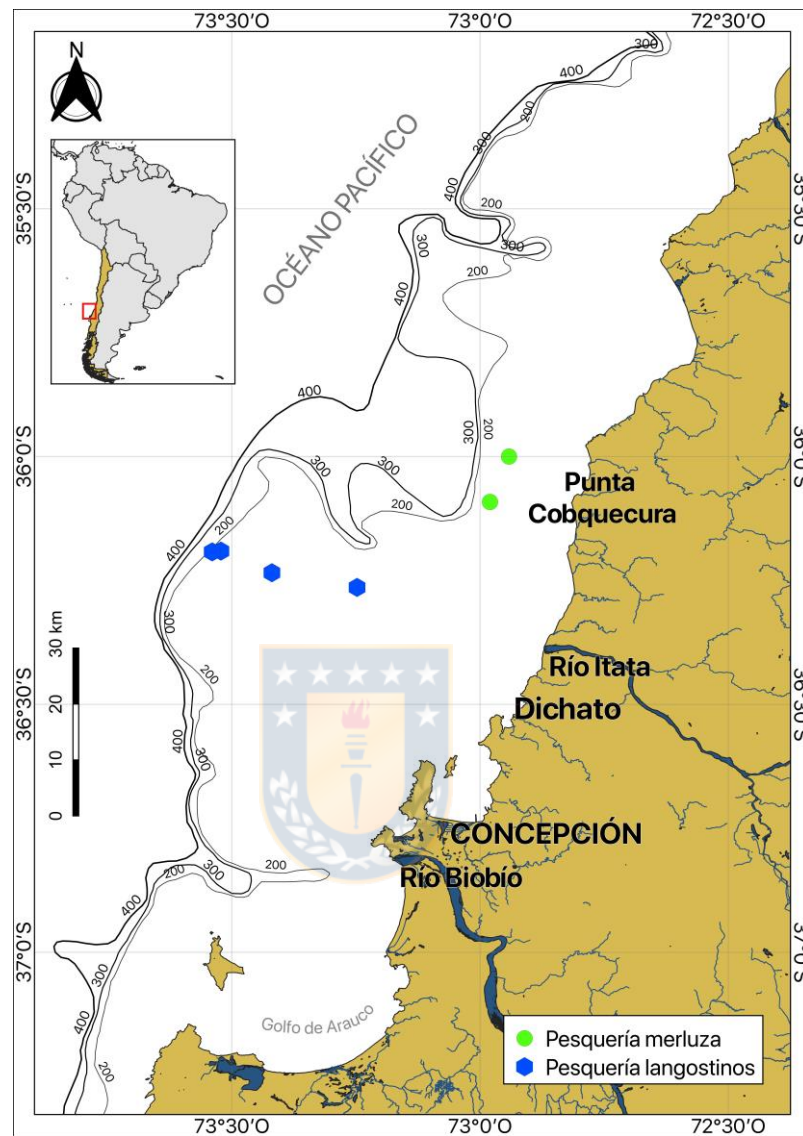 73°30'O 73°0'O 72°30'O
N
OCÉANO PACÍFICO
300
400
200
300
400
200
300
35°30'S 35°30'S
300
200
400
400
200
300
36°0'S 36°0'S
300
300
200
Punta
Cobquecura
200
400
300
30 km
20
10
0
200
Río Itata
36°30'S 36°30'S
Dichato
400
300
CONCEPCIÓN
200
300
200
400
Río Biobío
37°0'S 37°0'S
300
400
200
Golfo de Arauco
Pesquería merluza
Pesquería langostinos
73°30'O 73°0'O 72°30'O